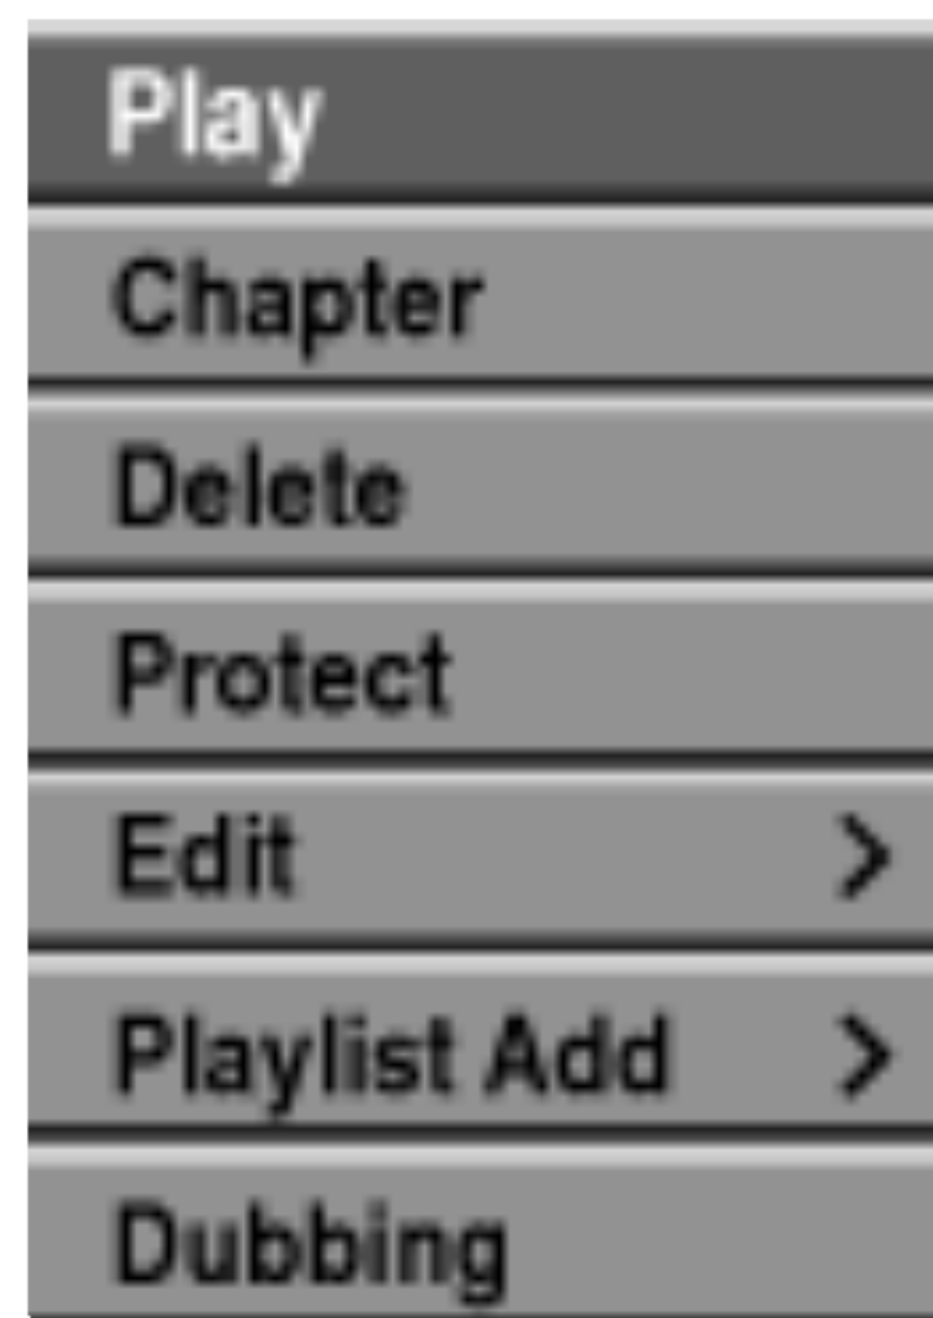 Play
Chapter
Delete
Protect
Edit >
Playlist Add >
Dubbing